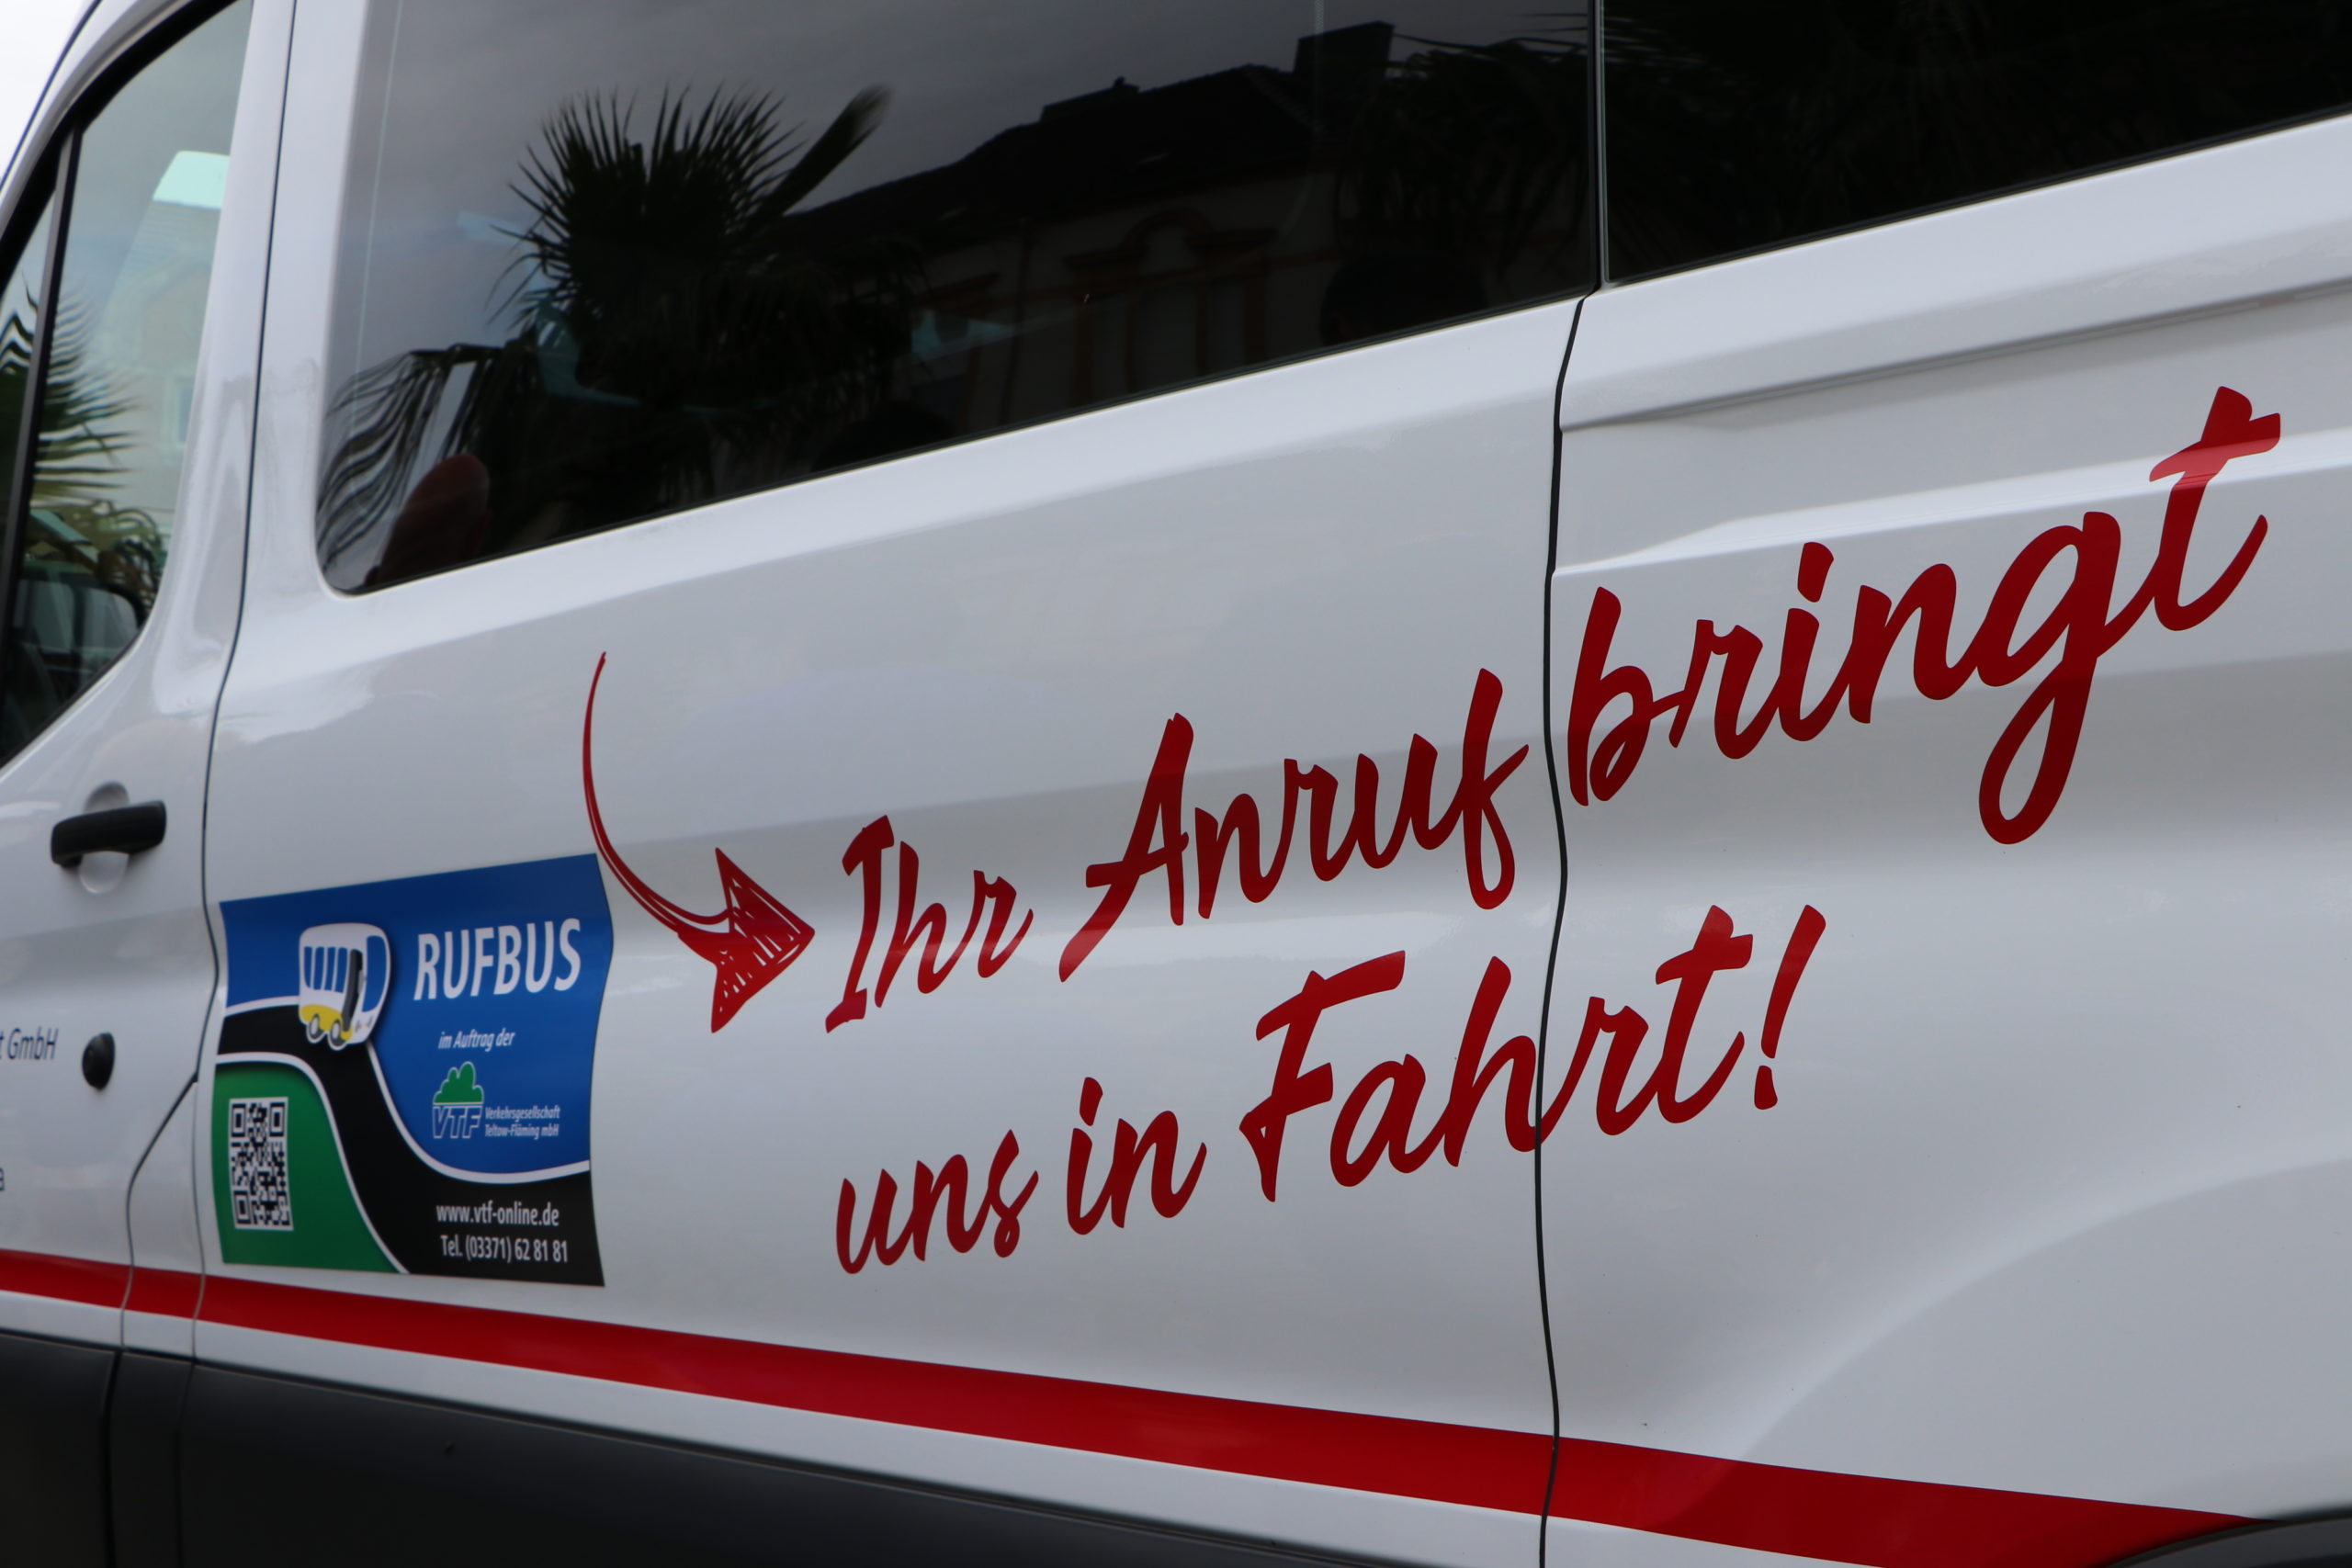 t GmbH
a
RUFBUS
im Auftrag der
VTF Verkehrsgesellschaft
Teltow-Fläming mbH
www.vtf-online.de
Tel. (03371) 62 81 81
Ihr Anruf bringt
uns in Fahrt!